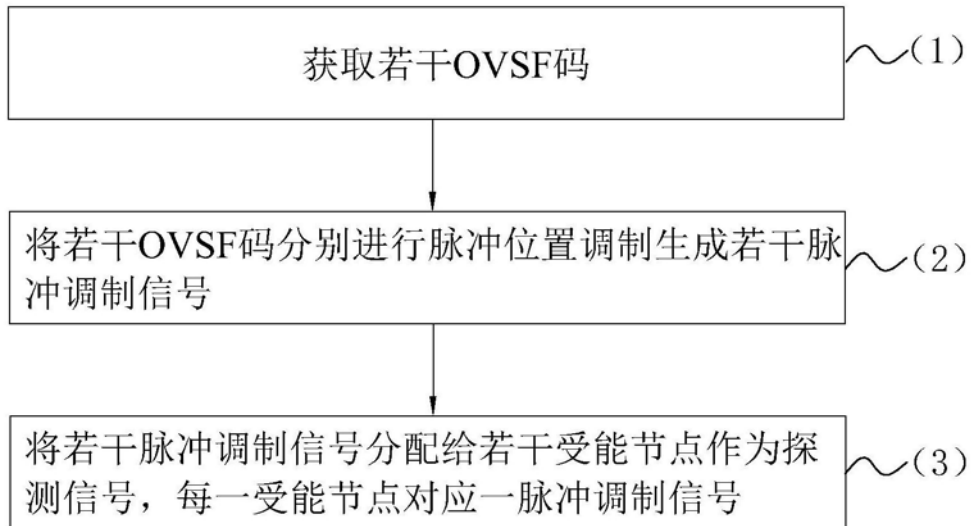 获取若干OVSF码
(1)
将若干OVSF码分别进行脉冲位置调制生成若干脉
冲调制信号
(2)
将若干脉冲调制信号分配给若干受能节点作为探
测信号，每一受能节点对应一脉冲调制信号
(3)